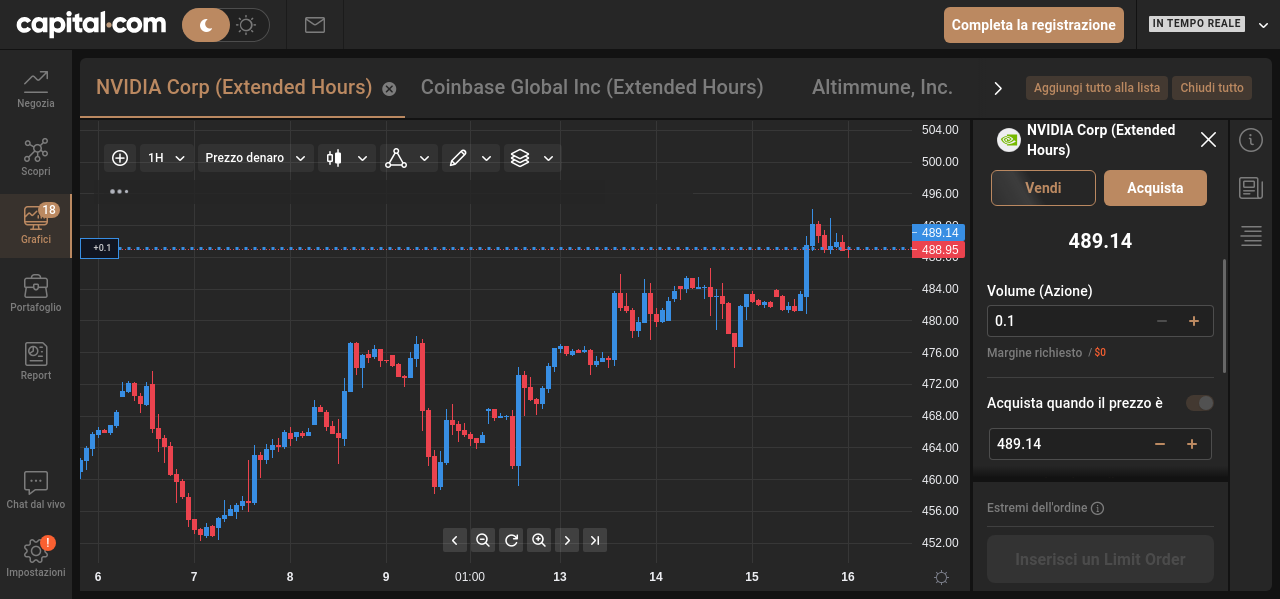 capital.com
Completa la registrazione
IN TEMPO REALE
Negozia
Scopri
18
Grafici
Portafoglio
Report
Chat dal vivo
!
Impostazioni
NVIDIA Corp (Extended Hours)
Coinbase Global Inc (Extended Hours)
Altimmune, Inc.
Aggiungi tutto alla lista
Chiudi tutto
1H
Prezzo denaro
+0.1
504.00
500.00
496.00
492.00
489.14
488.95
488.00
484.00
480.00
476.00
472.00
468.00
464.00
460.00
456.00
452.00
6
7
8
9
01:00
13
14
15
16
NVIDIA Corp (Extended
Hours)
Vendi
Acquista
489.14
Volume (Azione)
0.1
Margine richiesto / $0
Acquista quando il prezzo è
489.14
Estremi dell'ordine
Inserisci un Limit Order